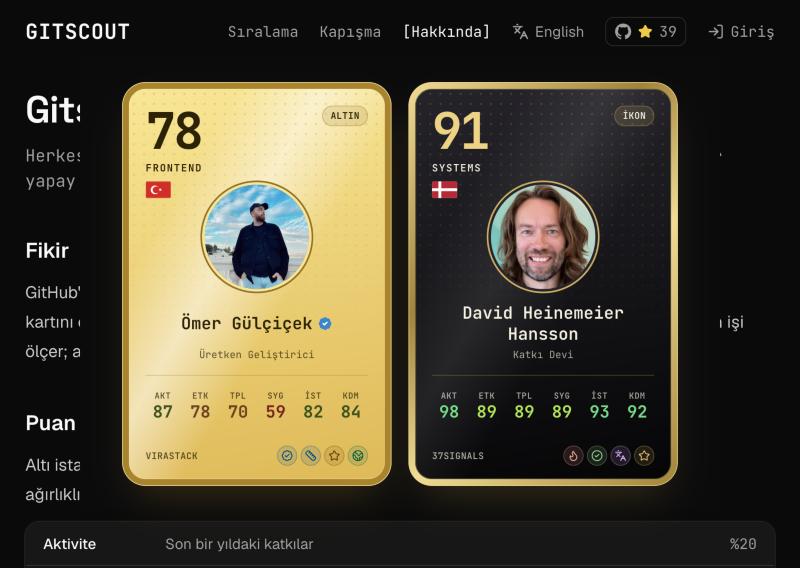 GITSCOUT
Sıralama
Kapışma
[Hakkında]
English
39
Giriş
Herkes
yapay
Fikir
GitHub'
kartını
ölçer; a
işi
Puan
Altı ista
ağırlıklı
78
ALTIN
FRONTEND
Ömer Gülçiçek
Üretken Geliştirici
AKT ETK TPL SYG İST KDM
87 78 70 59 82 84
VIRASTACK
91
İKON
SYSTEMS
David Heinemeier
Hansson
Katkı Devi
AKT ETK TPL SYG İST KDM
98 89 89 89 93 92
37SIGNALS
Aktivite
Son bir yıldaki katkılar
%20